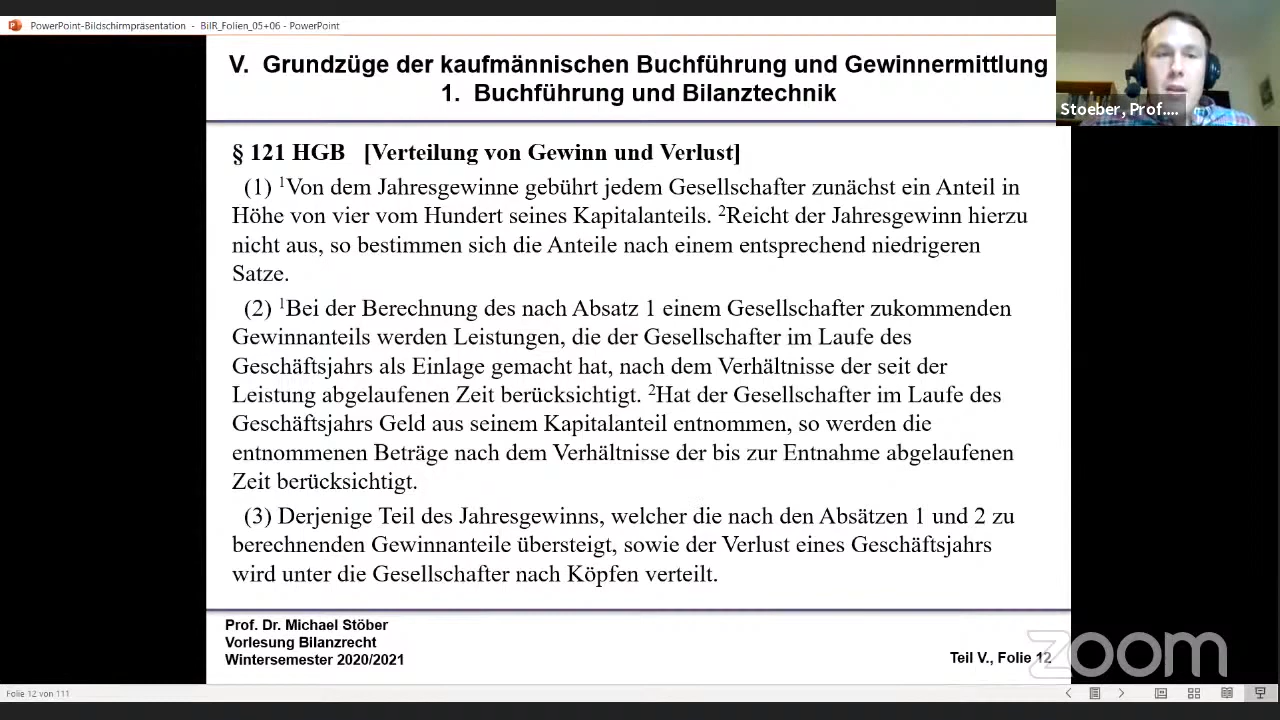 PowerPoint-Bildschirmpräsentation - BilR_Folien_05+06 - PowerPoint
V. Grundzüge der kaufmännischen Buchführung und Gewinnermittlung
1. Buchführung und Bilanztechnik
Stoeber, Prof....
§ 121 HGB [Verteilung von Gewinn und Verlust]
(1) ¹Von dem Jahresgewinne gebührt jedem Gesellschafter zunächst ein Anteil in
Höhe von vier vom Hundert seines Kapitalanteils. ²Reicht der Jahresgewinn hierzu
nicht aus, so bestimmen sich die Anteile nach einem entsprechend niedrigeren
Satze.
(2) ¹Bei der Berechnung des nach Absatz 1 einem Gesellschafter zukommenden
Gewinnanteils werden Leistungen, die der Gesellschafter im Laufe des
Geschäftsjahrs als Einlage gemacht hat, nach dem Verhältnisse der seit der
Leistung abgelaufenen Zeit berücksichtigt. ²Hat der Gesellschafter im Laufe des
Geschäftsjahrs Geld aus seinem Kapitalanteil entnommen, so werden die
entnommenen Beträge nach dem Verhältnisse der bis zur Entnahme abgelaufenen
Zeit berücksichtigt.
(3) Derjenige Teil des Jahresgewinns, welcher die nach den Absätzen 1 und 2 zu
berechnenden Gewinnanteile übersteigt, sowie der Verlust eines Geschäftsjahrs
wird unter die Gesellschafter nach Köpfen verteilt.
Prof. Dr. Michael Stöber
Vorlesung Bilanzrecht
Wintersemester 2020/2021
Teil V., Folie 12
zoom
Folie 12 von 111